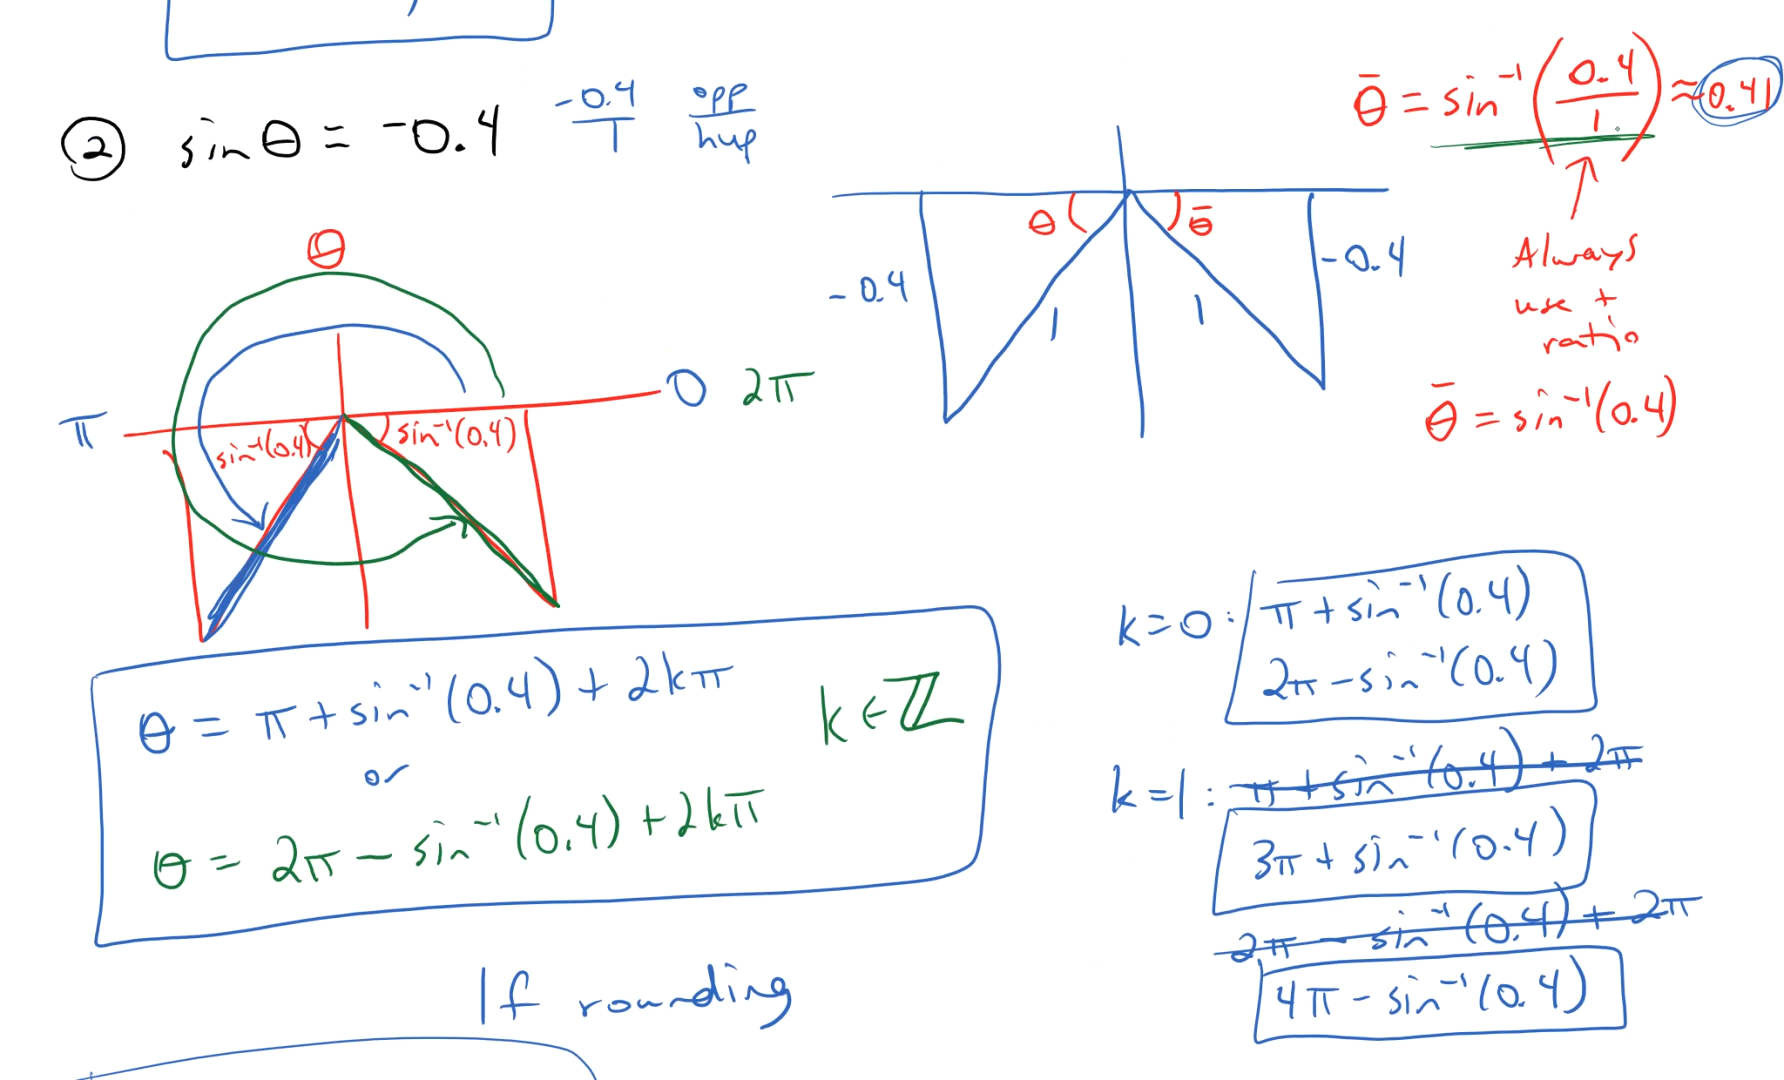 ② sin θ = -0.4
-0.4/1 opp/hyp
θ̄ = sin⁻¹(0.4/1) ≈ 0.41
Always
use +
ratio
θ̄ = sin⁻¹(0.4)
θ θ̄
-0.4 1 1 -0.4
θ
π 0 2π
sin⁻¹(0.4) sin⁻¹(0.4)
θ = π + sin⁻¹(0.4) + 2kπ
or
θ = 2π - sin⁻¹(0.4) + 2kπ
k ∈ ℤ
k=0: π + sin⁻¹(0.4)
2π - sin⁻¹(0.4)
k=1: π + sin⁻¹(0.4) + 2π
3π + sin⁻¹(0.4)
2π - sin⁻¹(0.4) + 2π
4π - sin⁻¹(0.4)
If rounding